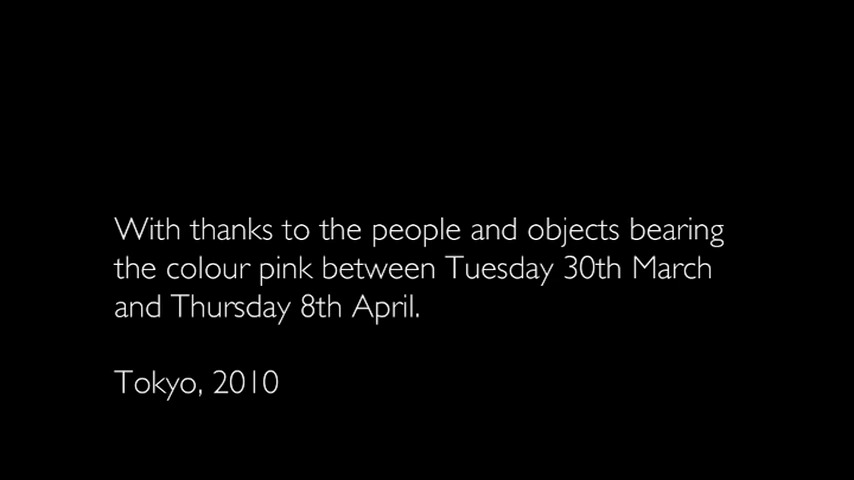 With thanks to the people and objects bearing
the colour pink between Tuesday 30th March
and Thursday 8th April.
Tokyo, 2010